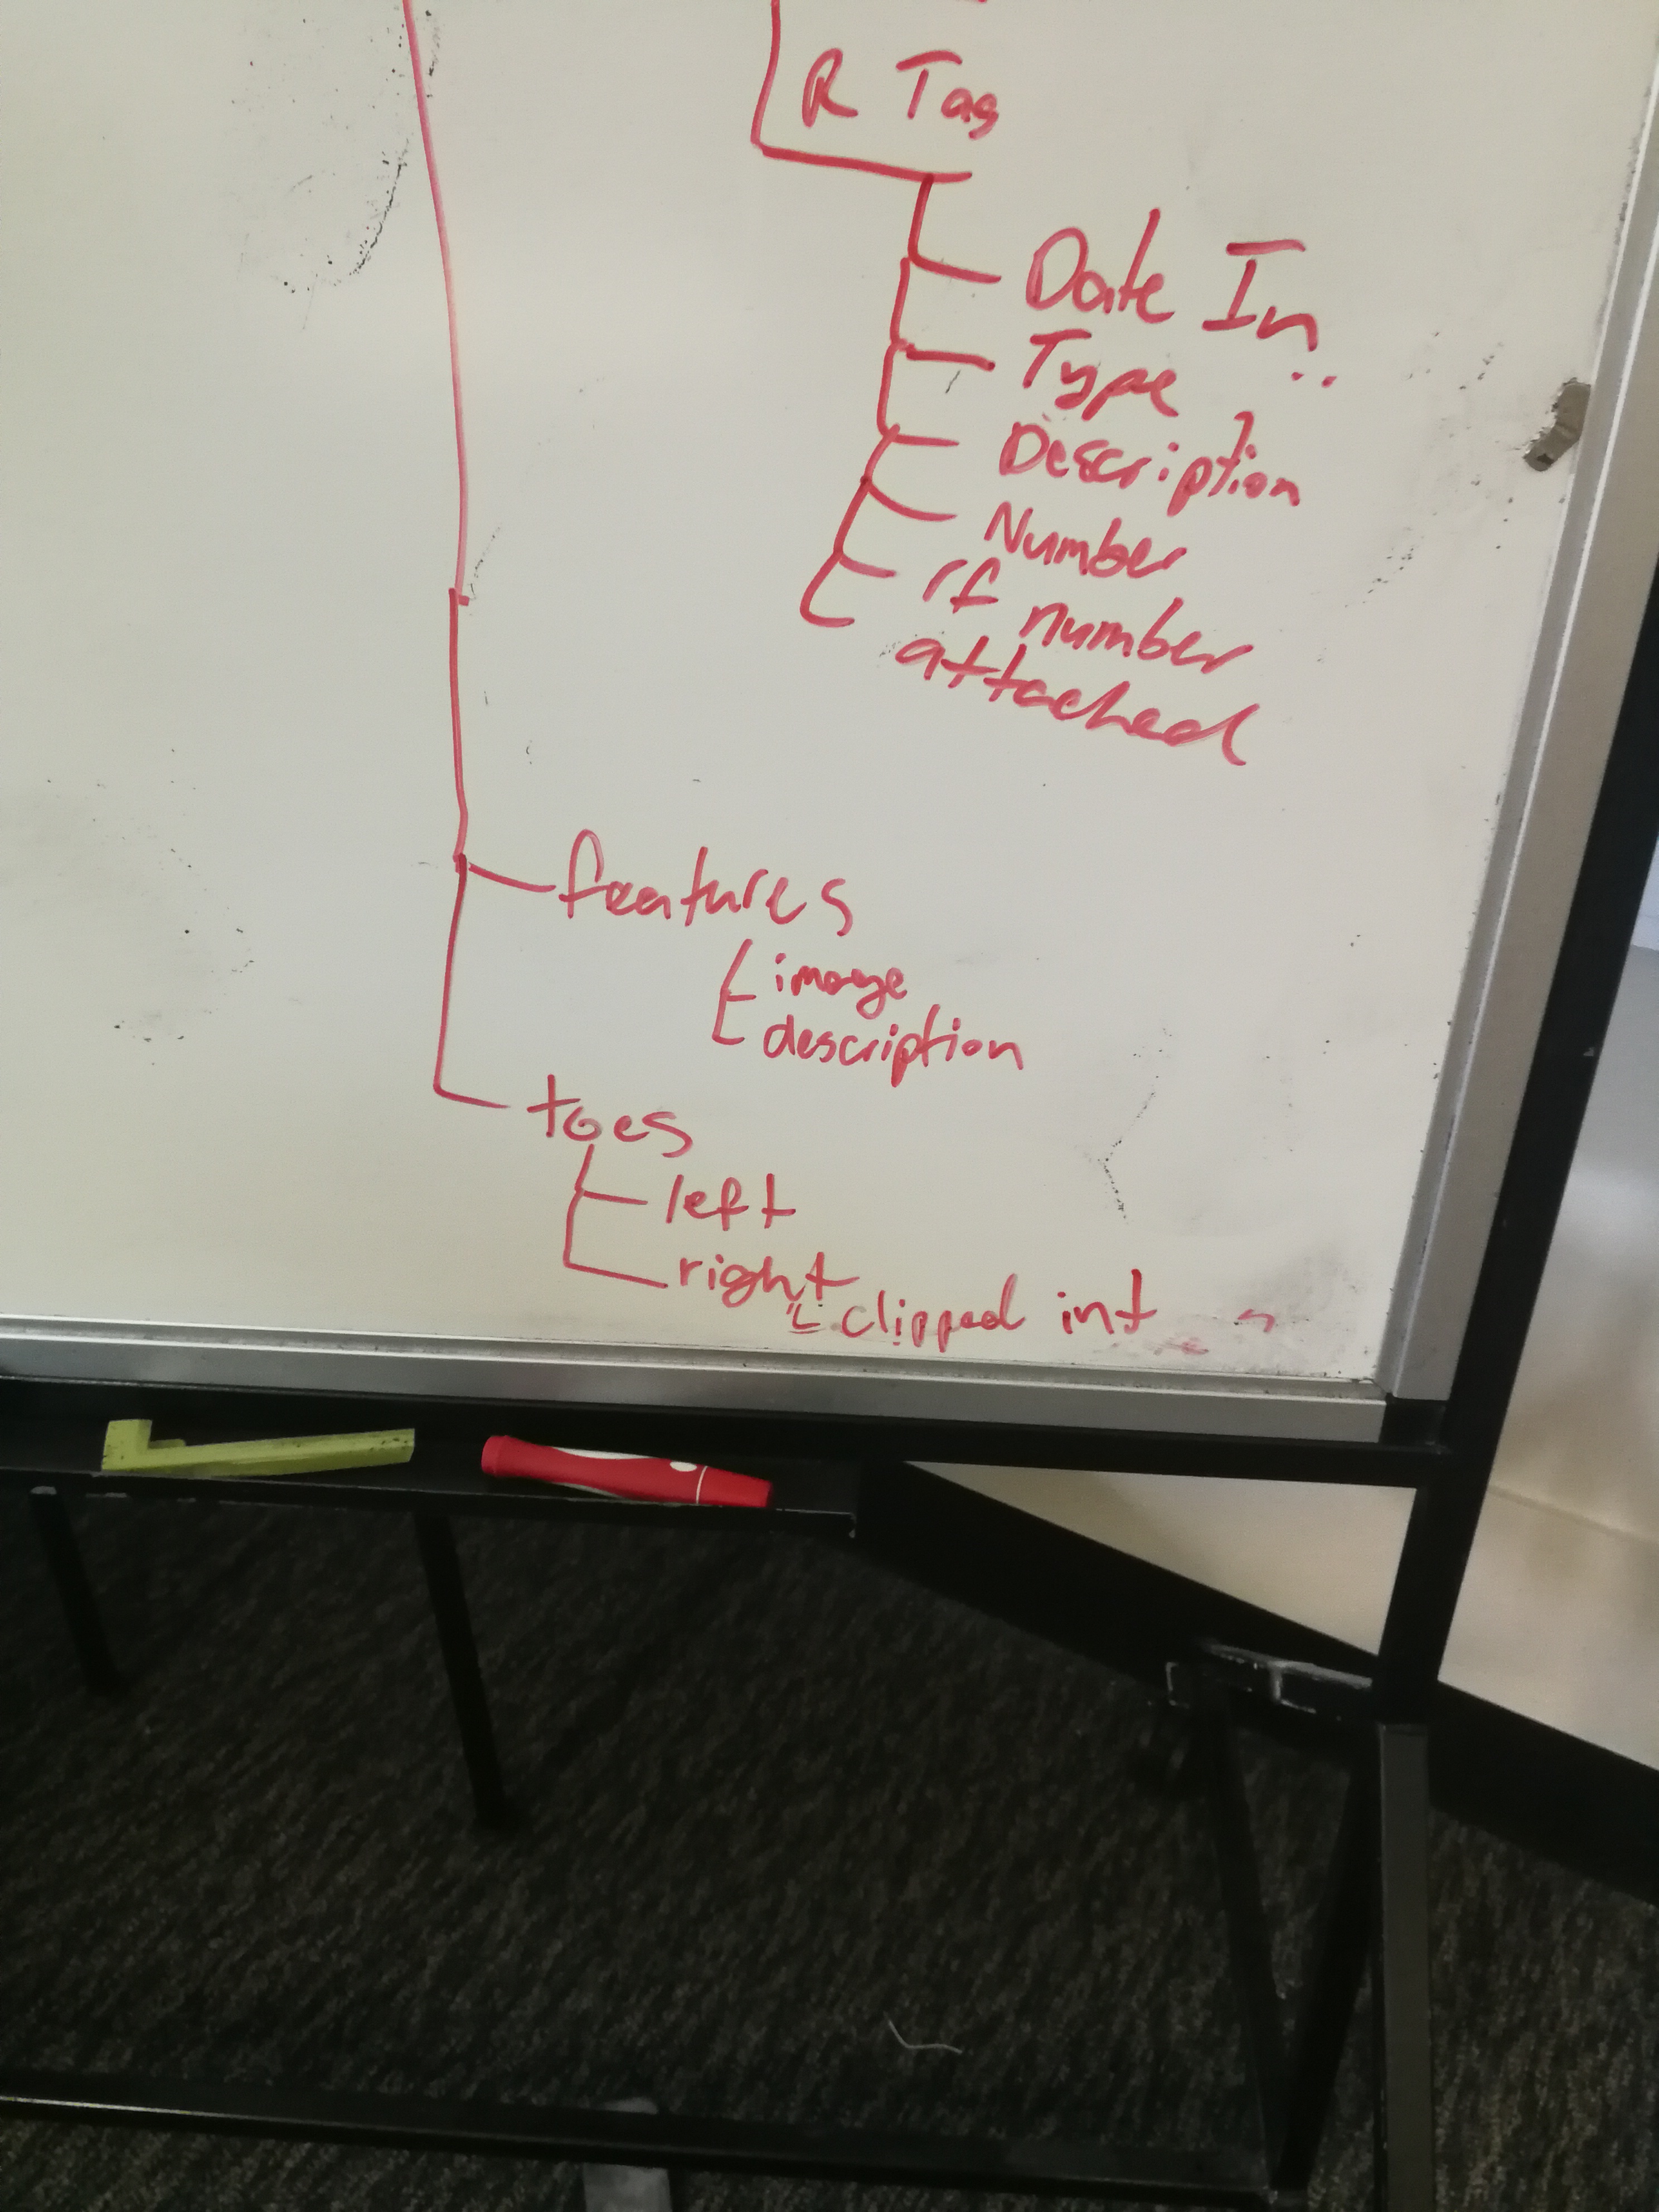 R Tag
Date In
Type
Description
Number
rf number
attached
features
image
description
toes
left
right
clipped int